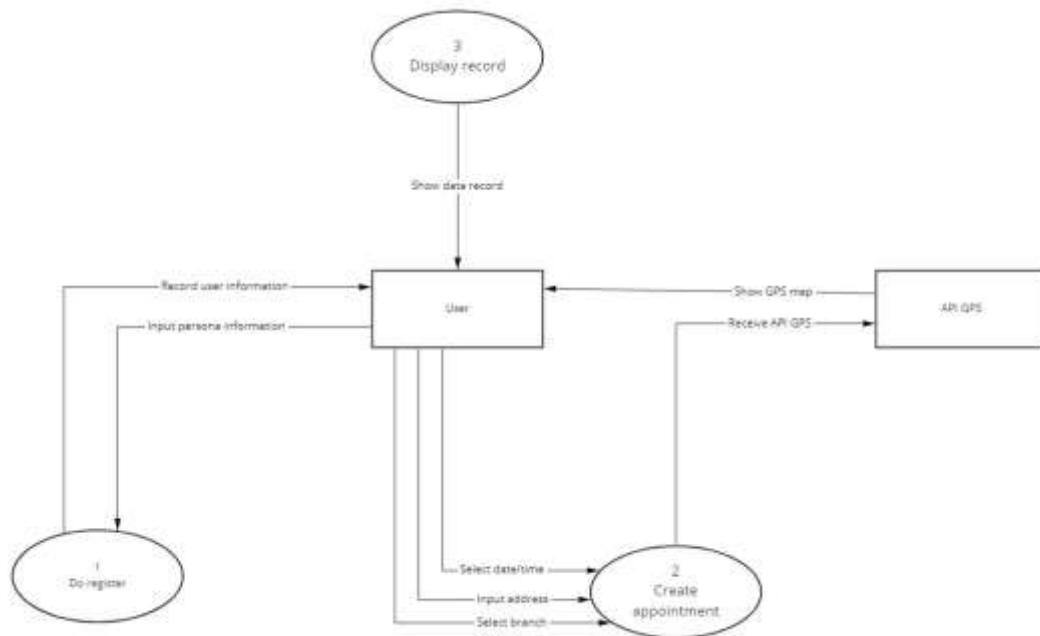 3
Display record
Show data record
Record user information
Show GPS map
User
API GPS
Input persona information
Receive API GPS
1
Do register
Select date/time
2
Create
appointment
Input address
Select branch